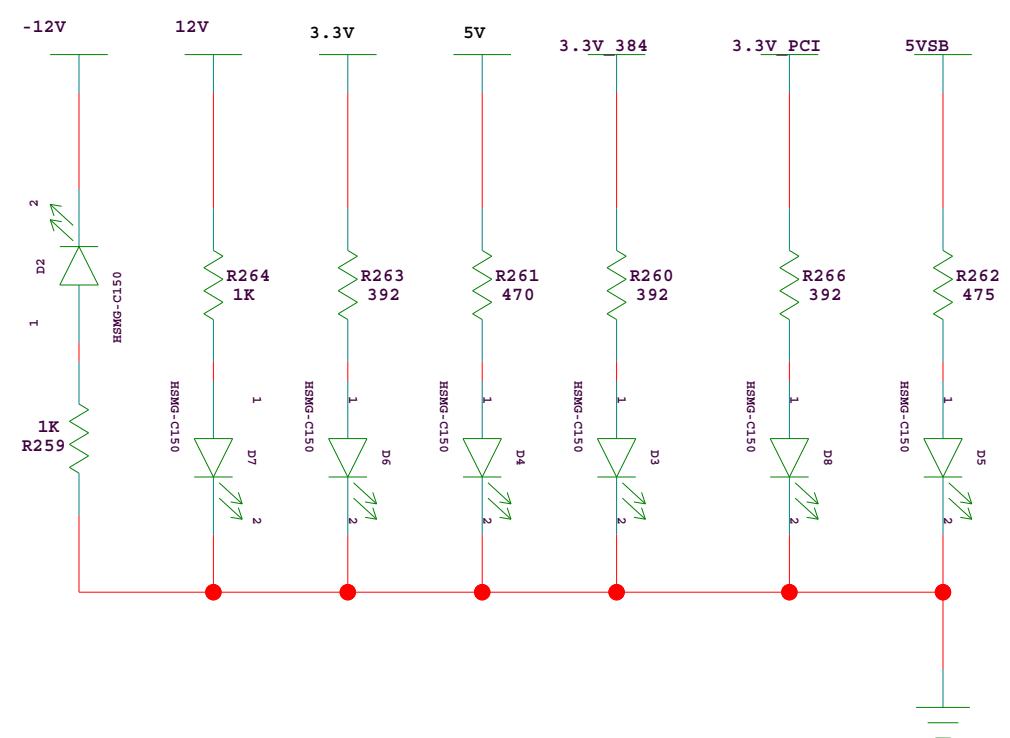 -12V
12V
3.3V
5V
3.3V_384
3.3V_PCI
5VSB
2
D2
1
HSMG-C150
1K
R259
R264
1K
HSMG-C150
1
D7
2
R263
392
HSMG-C150
1
D6
2
R261
470
HSMG-C150
1
D4
2
R260
392
HSMG-C150
1
D3
2
R266
392
HSMG-C150
1
D8
2
R262
475
HSMG-C150
1
D5
2